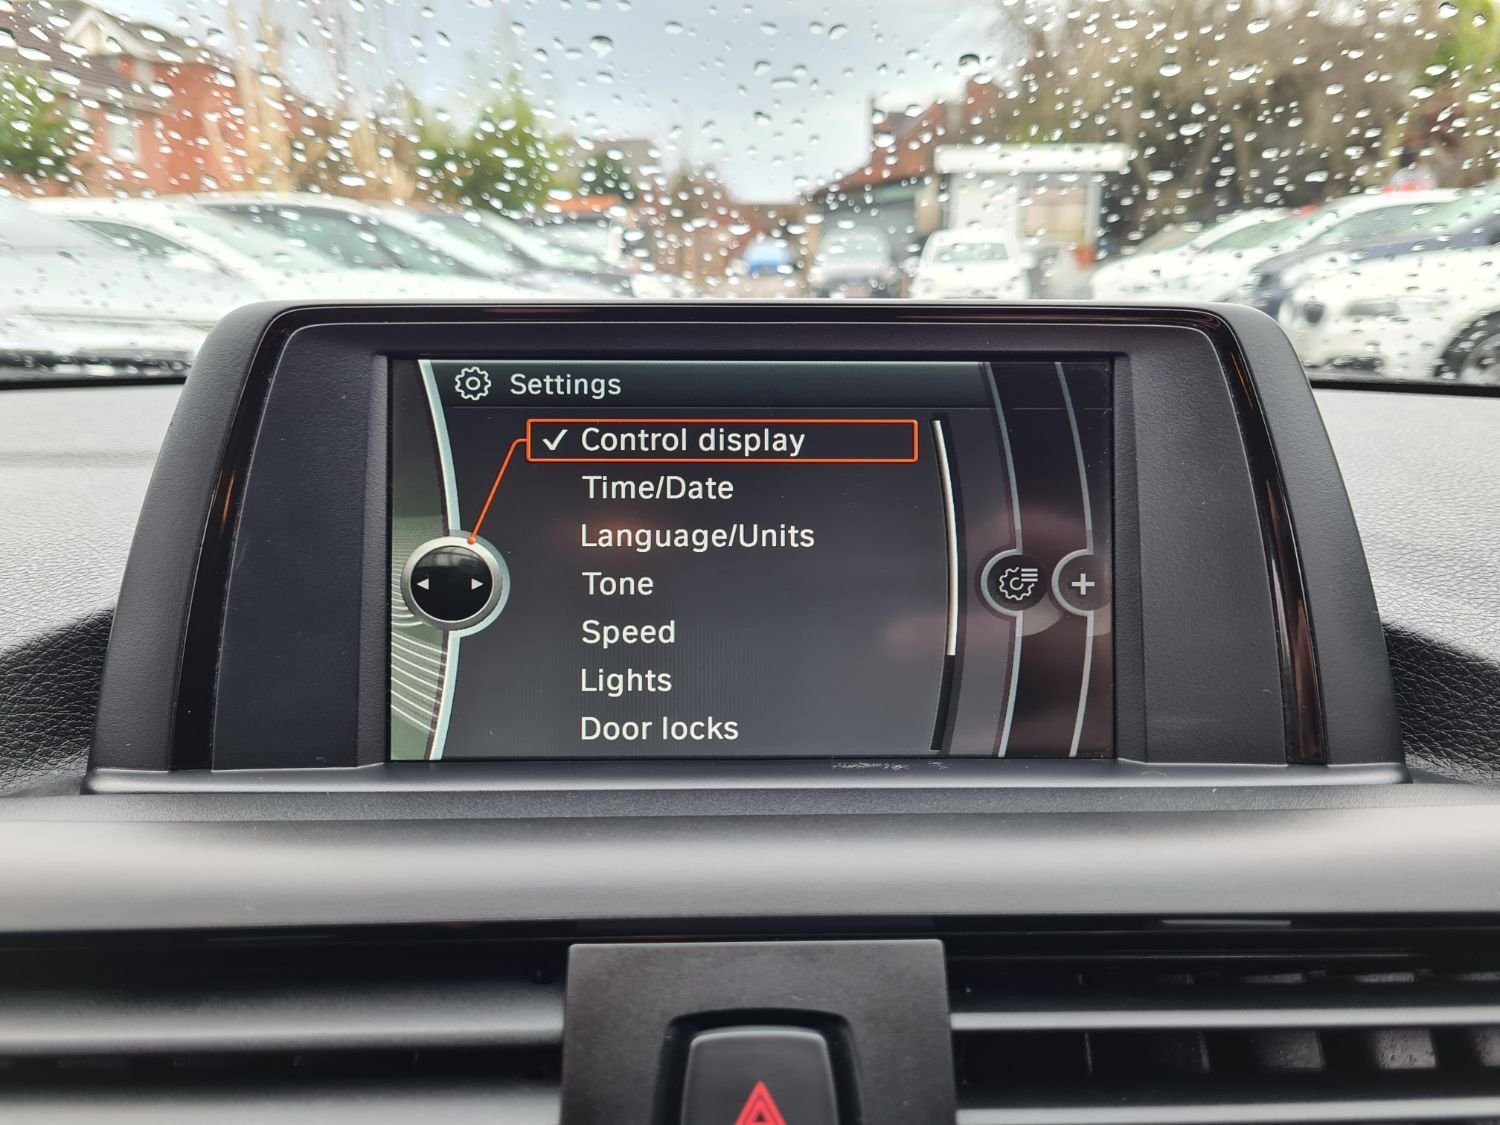 Settings
✓ Control display
Time/Date
Language/Units
Tone
Speed
Lights
Door locks